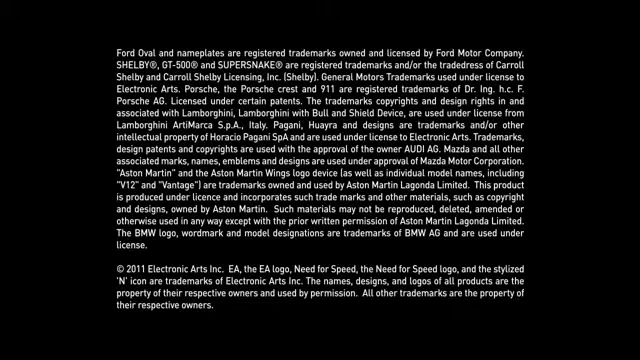 Ford Oval and nameplates are registered trademarks owned and licensed by Ford Motor Company.
SHELBY®, GT-500® and SUPERSNAKE® are registered trademarks and/or the tradedress of Carroll
Shelby and Carroll Shelby Licensing, Inc. (Shelby). General Motors Trademarks used under license to
Electronic Arts. Porsche, the Porsche crest and 911 are registered trademarks of Dr. Ing. h.c. F.
Porsche AG. Licensed under certain patents. The trademarks copyrights and design rights in and
associated with Lamborghini, Lamborghini with Bull and Shield Device, are used under license from
Lamborghini ArtiMarca S.p.A., Italy. Pagani, Huayra and designs are trademarks and/or other
intellectual property of Horacio Pagani SpA and are used under license to Electronic Arts. Trademarks,
design patents and copyrights are used with the approval of the owner AUDI AG. Mazda and all other
associated marks, names, emblems and designs are used under approval of Mazda Motor Corporation.
"Aston Martin" and the Aston Martin Wings logo device (as well as individual model names, including
"V12" and "Vantage") are trademarks owned and used by Aston Martin Lagonda Limited. This product
is produced under licence and incorporates such trade marks and other materials, such as copyright
and designs, owned by Aston Martin. Such materials may not be reproduced, deleted, amended or
otherwise used in any way except with the prior written permission of Aston Martin Lagonda Limited.
The BMW logo, wordmark and model designations are trademarks of BMW AG and are used under
license.
© 2011 Electronic Arts Inc. EA, the EA logo, Need for Speed, the Need for Speed logo, and the stylized
'N' icon are trademarks of Electronic Arts Inc. The names, designs, and logos of all products are the
property of their respective owners and used by permission. All other trademarks are the property of
their respective owners.